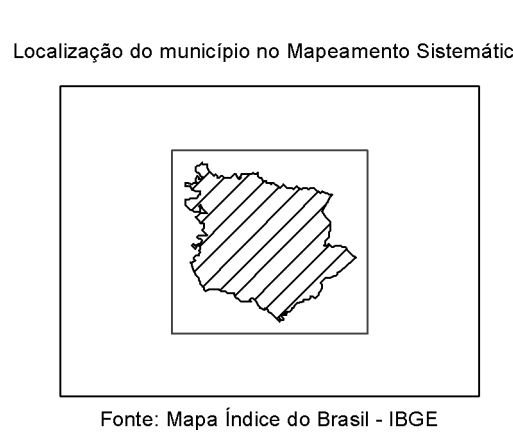 Localização do município no Mapeamento Sistemátic
Fonte: Mapa Índice do Brasil - IBGE